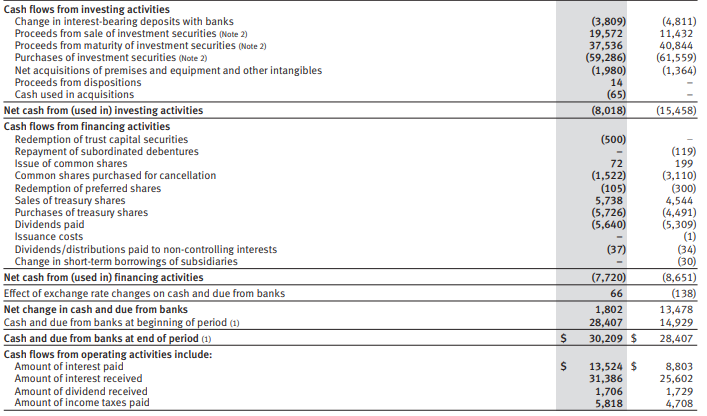 Cash flows from investing activities
Change in interest-bearing deposits with banks (3,809) (4,811)
Proceeds from sale of investment securities (Note 2) 19,572 11,432
Proceeds from maturity of investment securities (Note 2) 37,536 40,844
Purchases of investment securities (Note 2) (59,286) (61,559)
Net acquisitions of premises and equipment and other intangibles (1,980) (1,364)
Proceeds from dispositions 14 –
Cash used in acquisitions (65) –
Net cash from (used in) investing activities (8,018) (15,458)
Cash flows from financing activities
Redemption of trust capital securities (500) –
Repayment of subordinated debentures – (119)
Issue of common shares 72 199
Common shares purchased for cancellation (1,522) (3,110)
Redemption of preferred shares (105) (300)
Sales of treasury shares 5,738 4,544
Purchases of treasury shares (5,726) (4,491)
Dividends paid (5,640) (5,309)
Issuance costs – (1)
Dividends/distributions paid to non-controlling interests (37) (34)
Change in short-term borrowings of subsidiaries – (30)
Net cash from (used in) financing activities (7,720) (8,651)
Effect of exchange rate changes on cash and due from banks 66 (138)
Net change in cash and due from banks 1,802 13,478
Cash and due from banks at beginning of period (1) 28,407 14,929
Cash and due from banks at end of period (1) $ 30,209 $ 28,407
Cash flows from operating activities include:
Amount of interest paid $ 13,524 $ 8,803
Amount of interest received 31,386 25,602
Amount of dividend received 1,706 1,729
Amount of income taxes paid 5,818 4,708